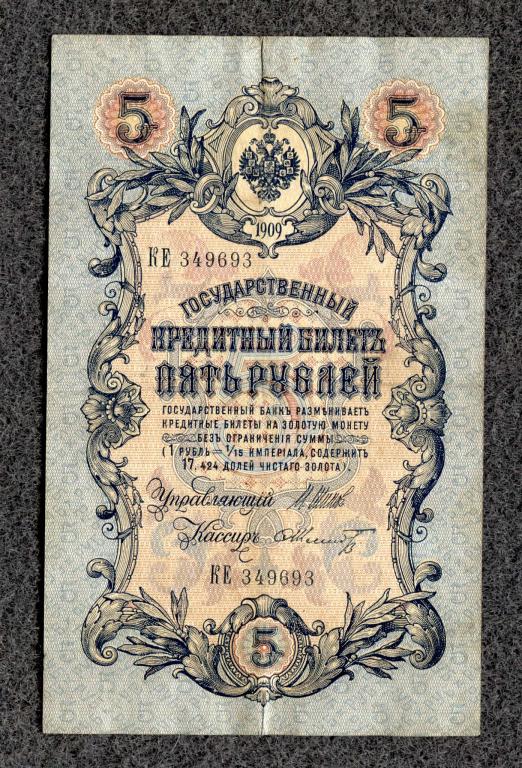 5 5
1909
КЕ 349693
ГОСУДАРСТВЕННЫЙ
КРЕДИТНЫЙ БИЛЕТЪ
ПЯТЬ РУБЛЕЙ
ГОСУДАРСТВЕННЫЙ БАНКЪ РАЗМѢНИВАЕТЪ
КРЕДИТНЫЕ БИЛЕТЫ НА ЗОЛОТУЮ МОНЕТУ
БЕЗЪ ОГРАНИЧЕНІЯ СУММЫ
(1 РУБЛЬ = 1/15 ИМПЕРІАЛА, СОДЕРЖИТЪ
17,424 ДОЛЕЙ ЧИСТАГО ЗОЛОТА).
Управляющій
Кассиръ
КЕ 349693
5